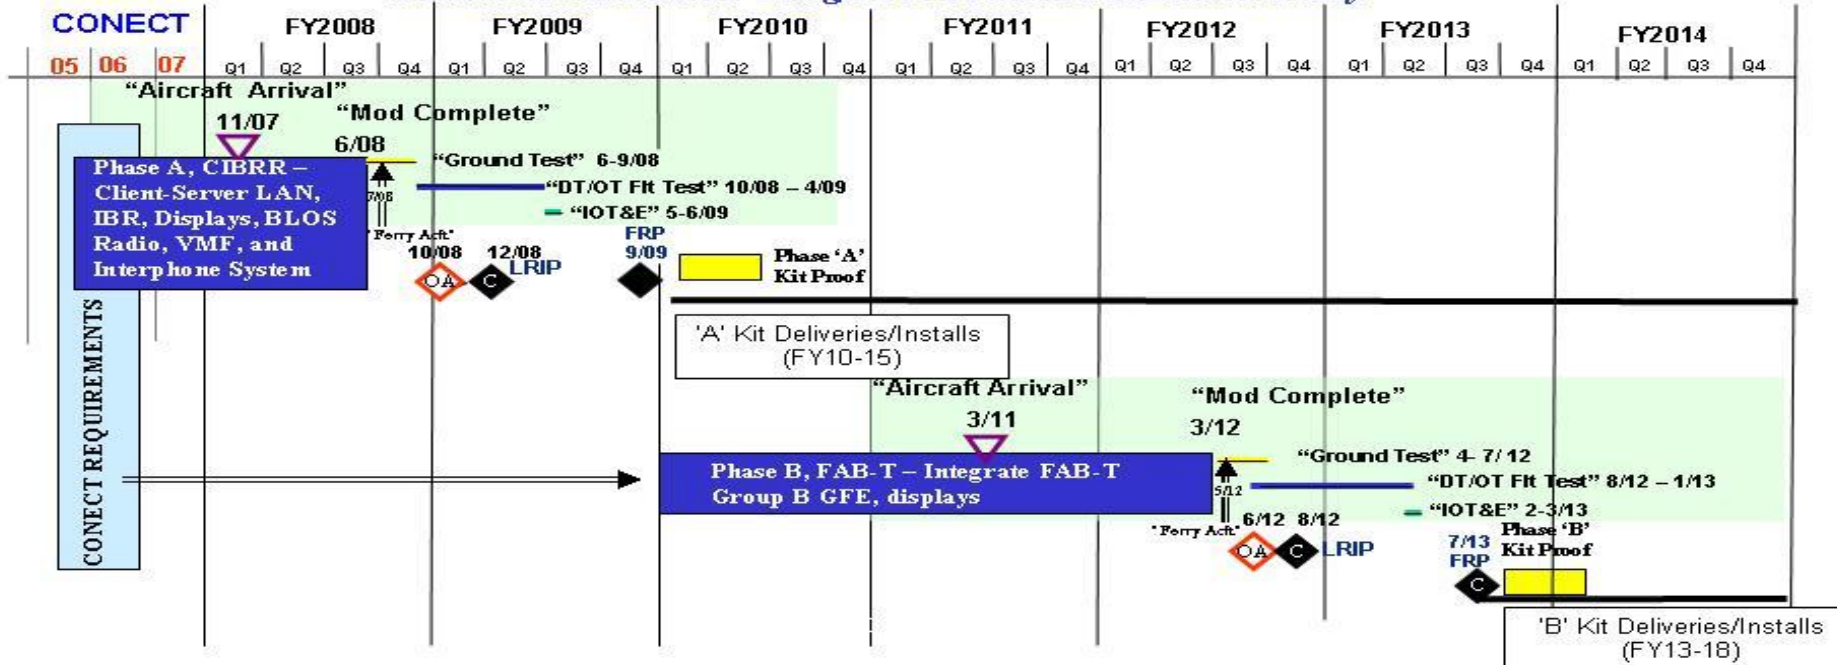 CONECT
FY2008
FY2009
FY2010
FY2011
FY2012
FY2013
FY2014
05 06 07
Q1 Q2 Q3 Q4
Q1 Q2 Q3 Q4
Q1 Q2 Q3 Q4
Q1 Q2 Q3 Q4
Q1 Q2 Q3 Q4
Q1 Q2 Q3 Q4
Q1 Q2 Q3 Q4
“Aircraft Arrival”
11/07
“Mod Complete”
6/08
Phase A, CIBRR –
Client-Server LAN,
IBR, Displays, BLOS
Radio, VMF, and
Interphone System
“Ground Test” 6-9/08
“DT/OT Flt Test” 10/08 – 4/09
“IOT&E” 5-6/09
"Ferry Acft"
10/08
OA
12/08
C
LRIP
FRP
9/09
Phase ‘A’
Kit Proof
'A' Kit Deliveries/Installs
(FY10-15)
CONECT REQUIREMENTS
“Aircraft Arrival”
3/11
“Mod Complete”
3/12
Phase B, FAB-T – Integrate FAB-T
Group B GFE, displays
“Ground Test” 4- 7/ 12
5/12
“DT/OT Flt Test” 8/12 – 1/13
“IOT&E” 2-3/13
"Ferry Acft"
6/12 8/12
OA
C
LRIP
7/13
FRP
C
Phase ‘B’
Kit Proof
'B' Kit Deliveries/Installs
(FY13-18)